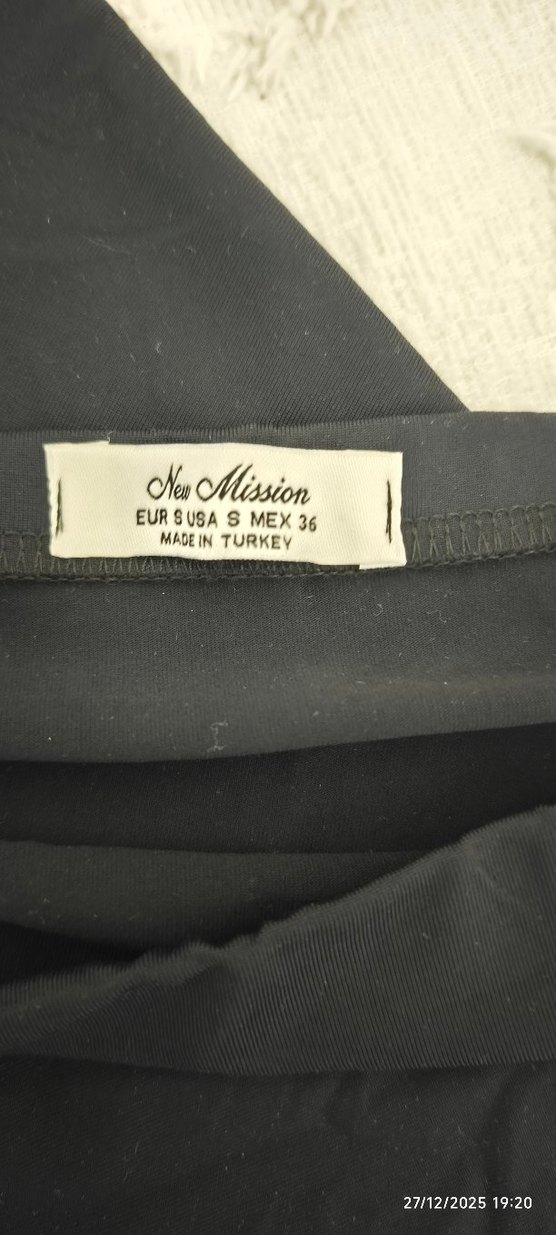 New Mission
EUR S USA S MEX 36
MADE IN TURKEY
27/12/2025 19:20